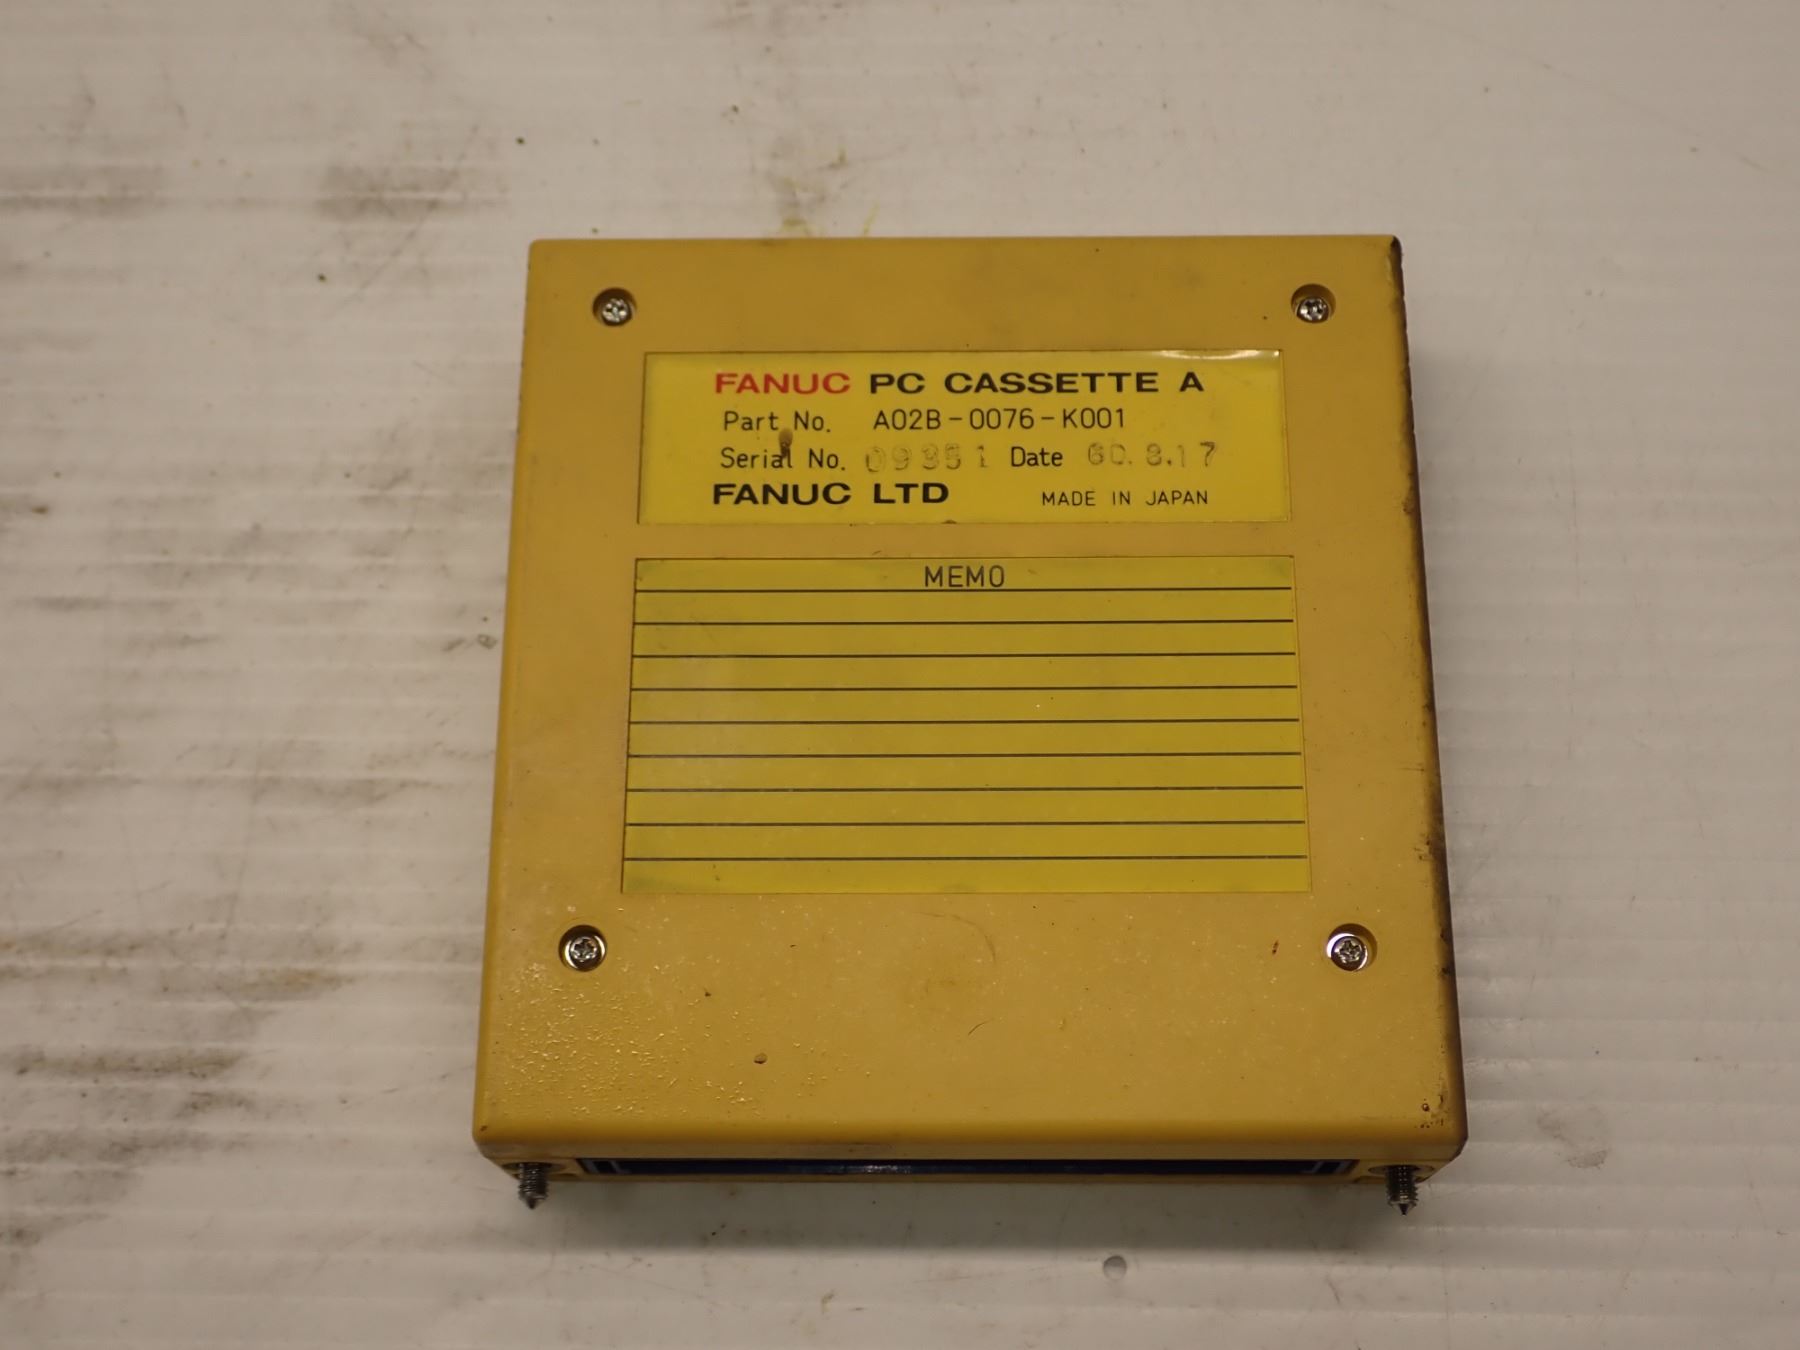 FANUC PC CASSETTE A
Part No. A02B-0076-K001
Serial No. 09351 Date 60.8.17
FANUC LTD MADE IN JAPAN
MEMO